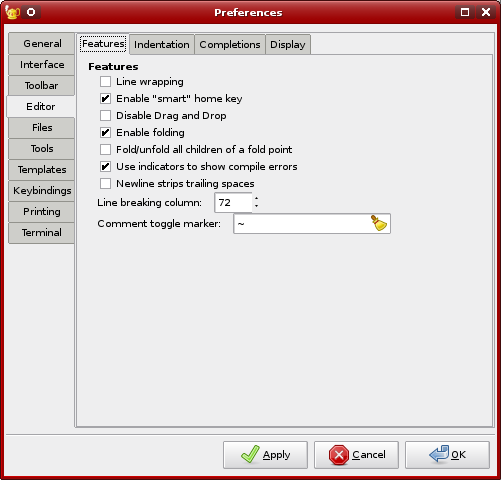 Preferences
General
Interface
Toolbar
Editor
Files
Tools
Templates
Keybindings
Printing
Terminal
Features Indentation Completions Display
Features
Line wrapping
Enable "smart" home key
Disable Drag and Drop
Enable folding
Fold/unfold all children of a fold point
Use indicators to show compile errors
Newline strips trailing spaces
Line breaking column: 72
Comment toggle marker: ~
Apply Cancel OK